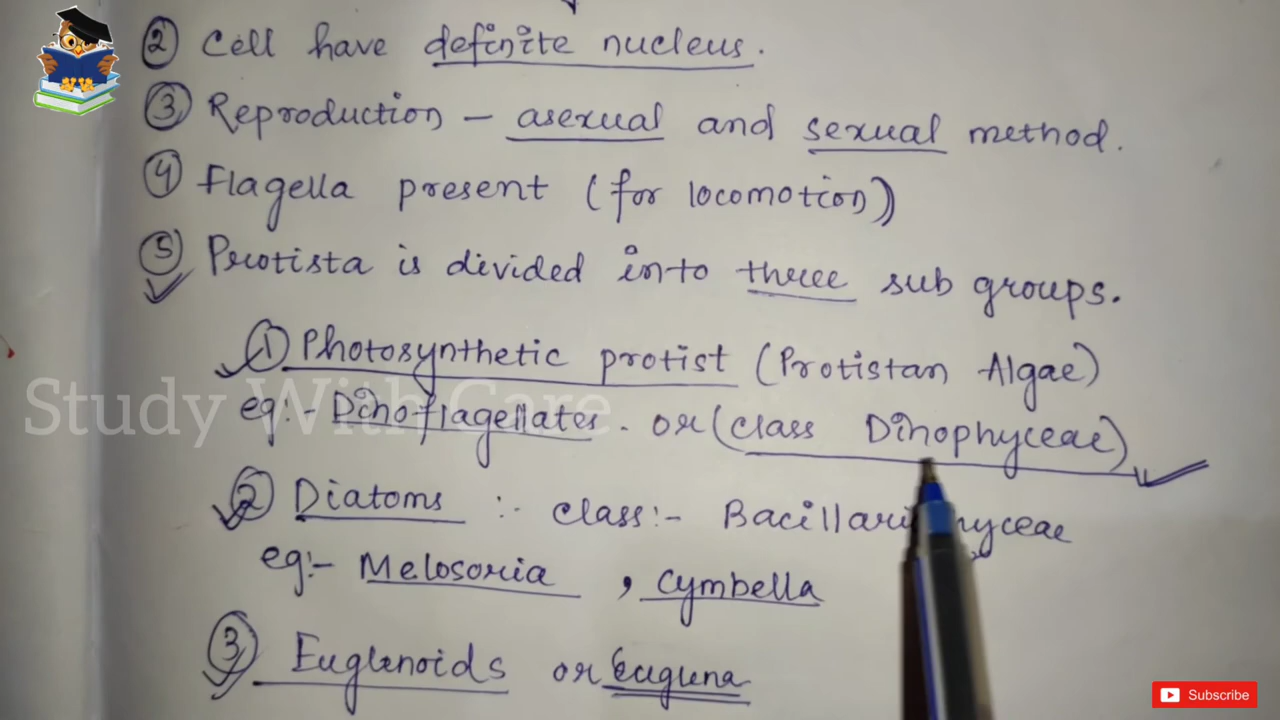 ② Cell have definite nucleus.
③ Reproduction – asexual and sexual method.
④ Flagella present (for locomotion)
⑤ Protista is divided into three sub groups.
① Photosynthetic protist (Protistan Algae)
Study With Care
eg:- Dinoflagellates. or (class Dinophyceae)
② Diatoms :- class:-
eg:- Melosoria , Cymbella
③ Euglenoids or
Subscribe